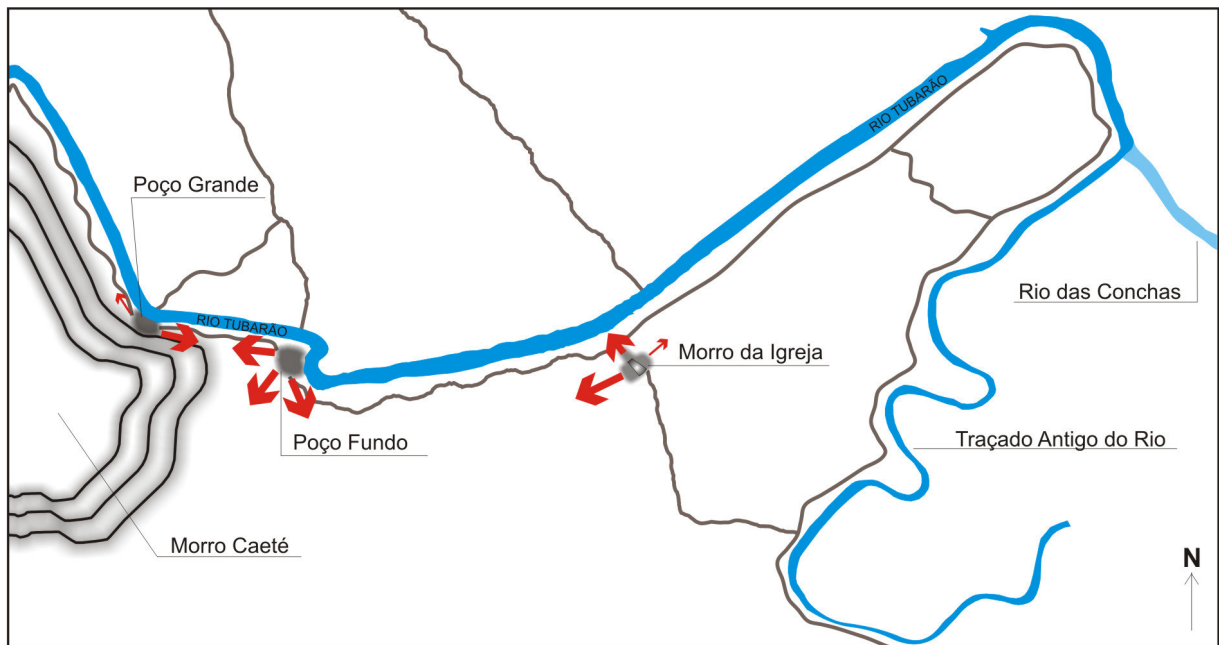 RIO TUBARÃO
Poço Grande
Rio das Conchas
RIO TUBARÃO
Morro da Igreja
Poço Fundo
Traçado Antigo do Rio
Morro Caeté
N